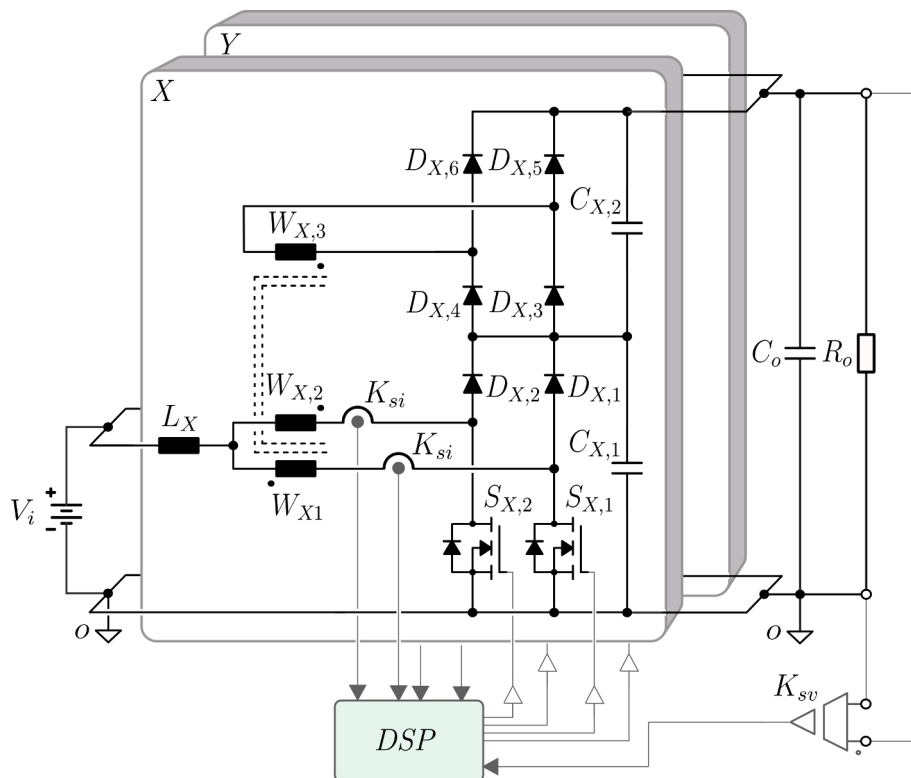 Y
X
D_{X,6} D_{X,5}
C_{X,2}
W_{X,3}
D_{X,4} D_{X,3}
C_o R_o
W_{X,2} K_{si} D_{X,2} D_{X,1}
L_X K_{si} C_{X,1}
W_{X1} S_{X,2} S_{X,1}
V_i + -
o o
K_{sv}
DSP